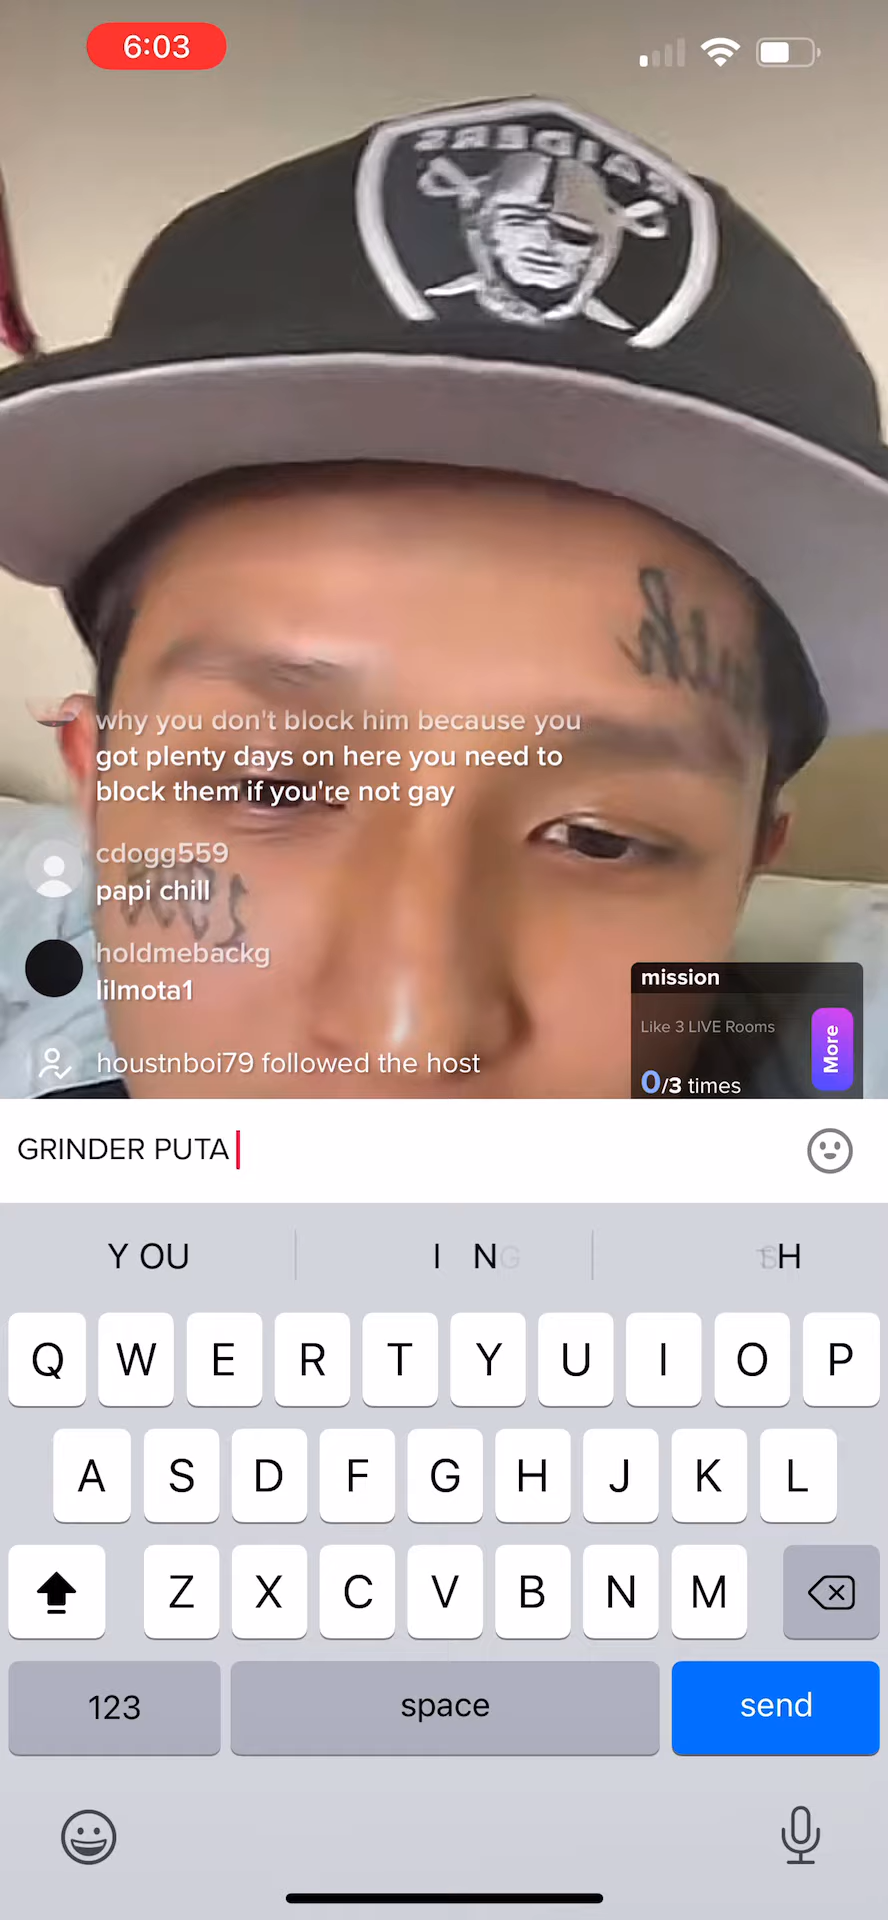 6:03
RAIDERS
why you don't block him because you
got plenty days on here you need to
block them if you're not gay
cdogg559
papi chill
holdmebackg
lilmota1
houstnboi79 followed the host
mission
Like 3 LIVE Rooms
0/3 times
More
GRINDER PUTA
Y OU
I N
H
Q W E R T Y U I O P
A S D F G H J K L
Z X C V B N M
123
space
send